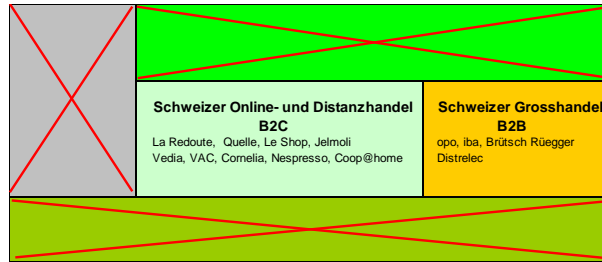 Schweizer Online- und Distanzhandel
B2C
La Redoute, Quelle, Le Shop, Jelmoli
Vedia, VAC, Cornelia, Nespresso, Coop@home
Schweizer Grosshandel
B2B
opo, iba, Brütsch Rüegger
Distrelec